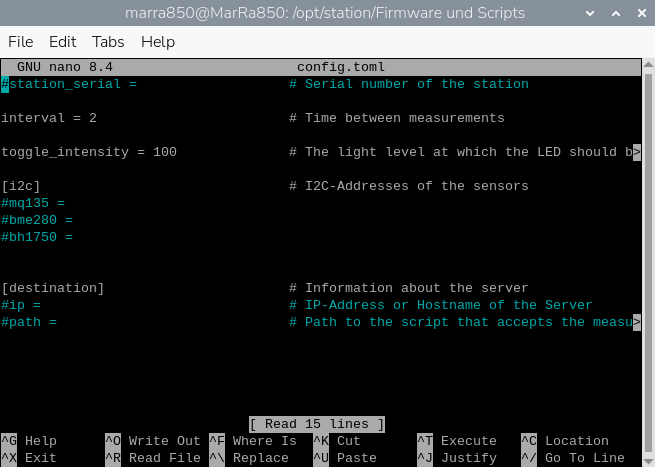 marra850@MarRa850: /opt/station/Firmware und Scripts
File Edit Tabs Help
GNU nano 8.4 config.toml
#station_serial = # Serial number of the station
interval = 2 # Time between measurements
toggle_intensity = 100 # The light level at which the LED should b>
[i2c] # I2C-Addresses of the sensors
#mq135 =
#bme280 =
#bh1750 =
[destination] # Information about the server
#ip = # IP-Address or Hostname of the Server
#path = # Path to the script that accepts the measu>
[ Read 15 lines ]
^G Help ^O Write Out ^F Where Is ^K Cut ^T Execute ^C Location
^X Exit ^R Read File ^\ Replace ^U Paste ^J Justify ^/ Go To Line